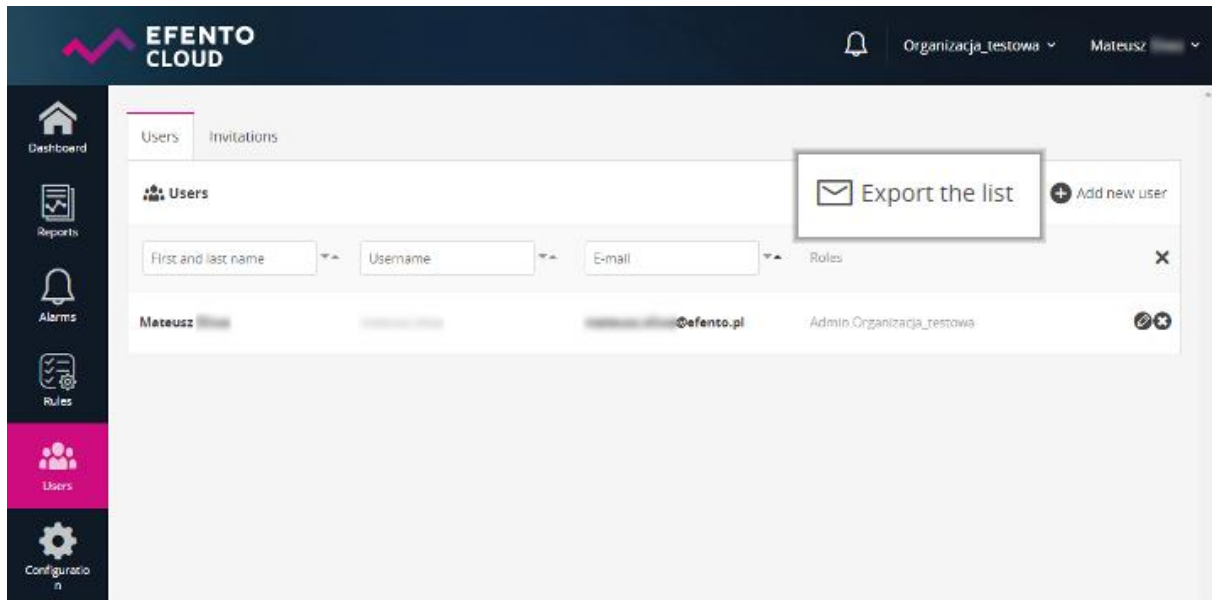 EFENTO
CLOUD
Organizacja_testowa
Mateusz
Dashboard
Reports
Alarms
Rules
Users
Configuratio
n
Users
Invitations
Users
Export the list
Add new user
First and last name
Username
E-mail
Roles
Mateusz
@efento.pl
Admin.Organizacja_testowa